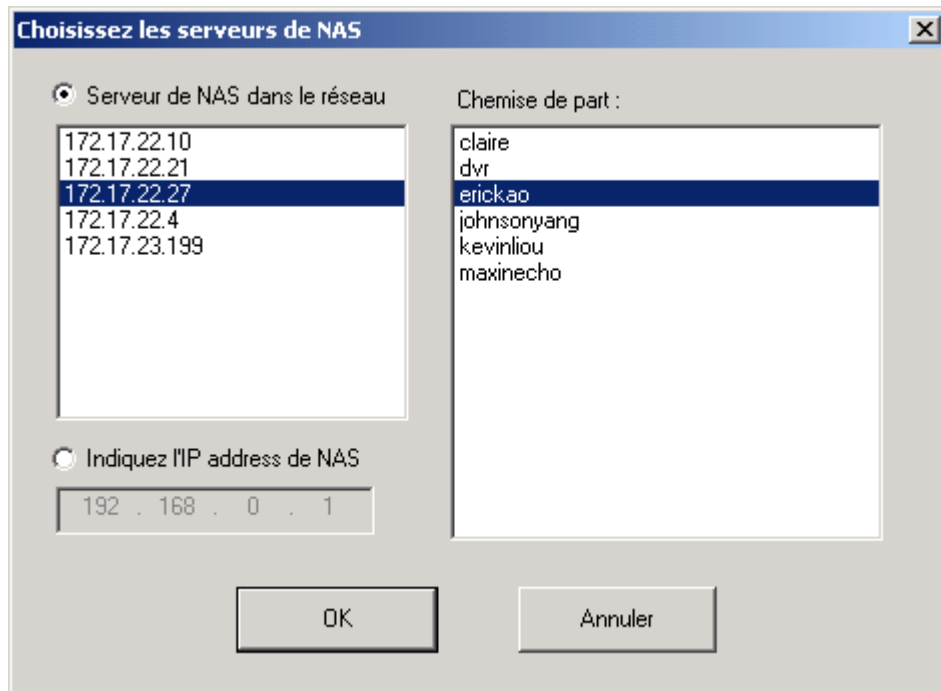 Choisissez les serveurs de NAS
Serveur de NAS dans le réseau
172.17.22.10
172.17.22.21
172.17.22.27
172.17.22.4
172.17.23.199
Indiquez l'IP address de NAS
192 . 168 . 0 . 1
Chemise de part :
claire
dvr
erickao
johnsonyang
kevinliou
maxinecho
OK
Annuler